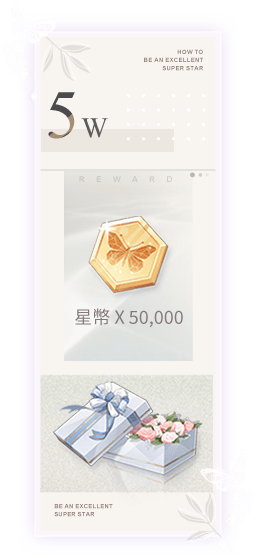 HOW TO
BE AN EXCELLENT
SUPER STAR
5W
REWARD
星幣 X 50,000
BE AN EXCELLENT
SUPER STAR